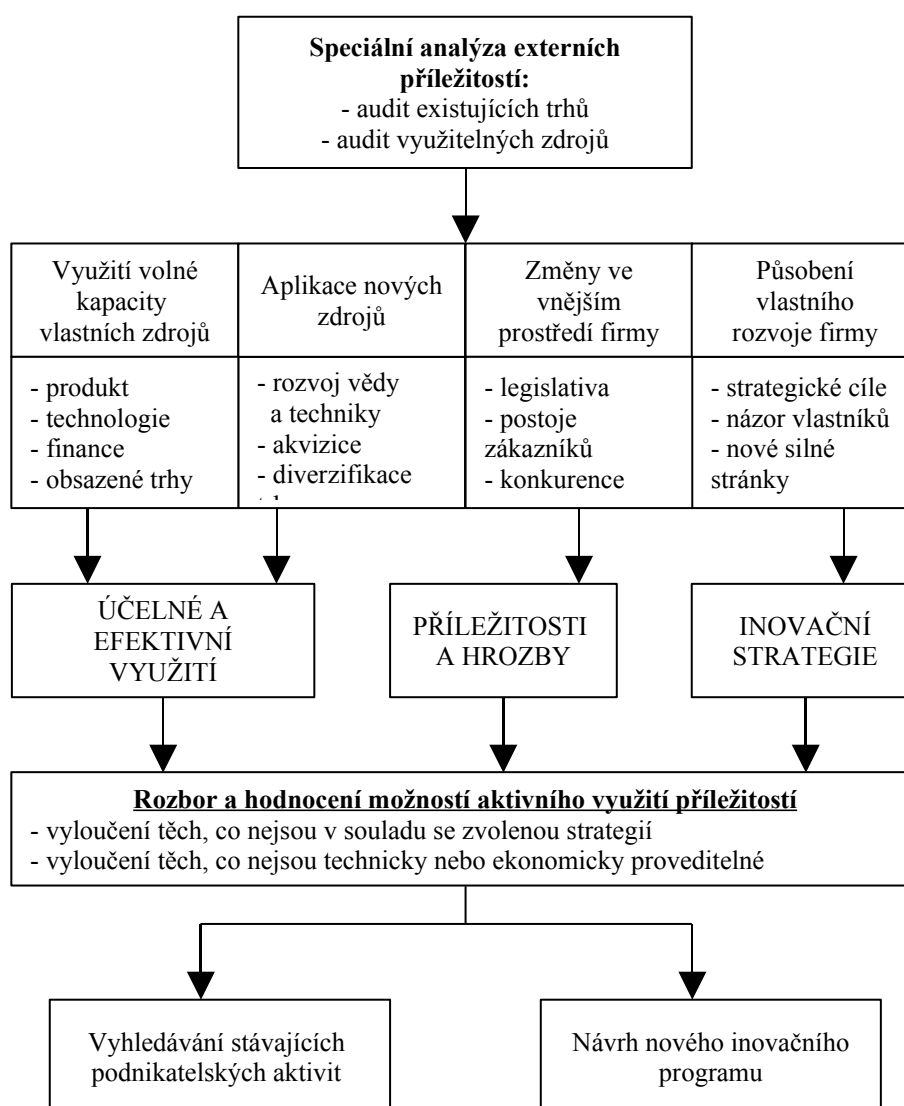 Speciální analýza externích
příležitostí:
- audit existujících trhů
- audit využitelných zdrojů
Využití volné
kapacity
vlastních zdrojů
Aplikace nových
zdrojů
Změny ve
vnějším
prostředí firmy
Působení
vlastního
rozvoje firmy
- produkt
- technologie
- finance
- obsazené trhy
- rozvoj vědy
a techniky
- akvizice
- diverzifikace
- legislativa
- postoje
zákazníků
- konkurence
- strategické cíle
- názor vlastníků
- nové silné
stránky
ÚČELNÉ A
EFEKTIVNÍ
VYUŽITÍ
PŘÍLEŽITOSTI
A HROZBY
INOVAČNÍ
STRATEGIE
Rozbor a hodnocení možností aktivního využití příležitostí
- vyloučení těch, co nejsou v souladu se zvolenou strategií
- vyloučení těch, co nejsou technicky nebo ekonomicky proveditelné
Vyhledávání stávajících
podnikatelských aktivit
Návrh nového inovačního
programu